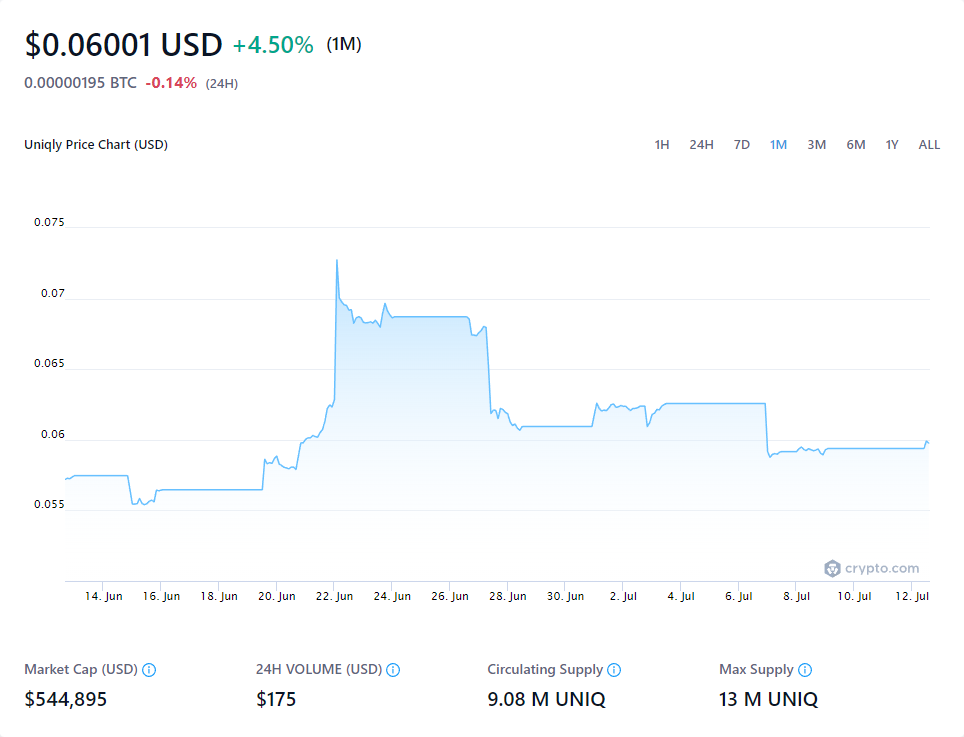 $0.06001 USD +4.50% (1M)
0.00000195 BTC -0.14% (24H)
Uniqly Price Chart (USD) 1H 24H 7D 1M 3M 6M 1Y ALL
0.075
0.07
0.065
0.06
0.055
crypto.com
14. Jun 16. Jun 18. Jun 20. Jun 22. Jun 24. Jun 26. Jun 28. Jun 30. Jun 2. Jul 4. Jul 6. Jul 8. Jul 10. Jul 12. Jul
Market Cap (USD) 24H VOLUME (USD) Circulating Supply Max Supply
$544,895 $175 9.08 M UNIQ 13 M UNIQ